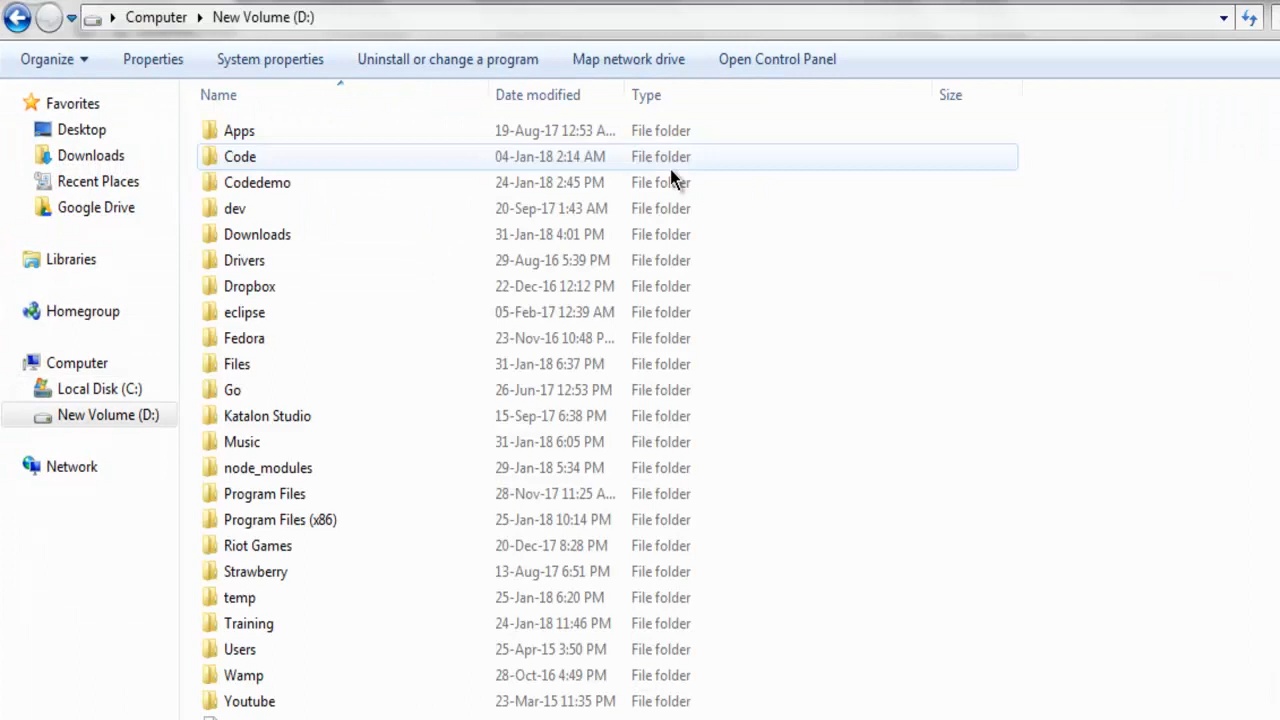 Computer New Volume (D:)
Organize Properties System properties Uninstall or change a program Map network drive Open Control Panel
Favorites
Desktop
Downloads
Recent Places
Google Drive
Libraries
Homegroup
Computer
Local Disk (C:)
New Volume (D:)
Network
Name Date modified Type Size
Apps 19-Aug-17 12:53 A... File folder
Code 04-Jan-18 2:14 AM File folder
Codedemo 24-Jan-18 2:45 PM File folder
dev 20-Sep-17 1:43 AM File folder
Downloads 31-Jan-18 4:01 PM File folder
Drivers 29-Aug-16 5:39 PM File folder
Dropbox 22-Dec-16 12:12 PM File folder
eclipse 05-Feb-17 12:39 AM File folder
Fedora 23-Nov-16 10:48 P... File folder
Files 31-Jan-18 6:37 PM File folder
Go 26-Jun-17 12:53 PM File folder
Katalon Studio 15-Sep-17 6:38 PM File folder
Music 31-Jan-18 6:05 PM File folder
node_modules 29-Jan-18 5:34 PM File folder
Program Files 28-Nov-17 11:25 A... File folder
Program Files (x86) 25-Jan-18 10:14 PM File folder
Riot Games 20-Dec-17 8:28 PM File folder
Strawberry 13-Aug-17 6:51 PM File folder
temp 25-Jan-18 6:20 PM File folder
Training 24-Jan-18 11:46 PM File folder
Users 25-Apr-15 3:50 PM File folder
Wamp 28-Oct-16 4:49 PM File folder
Youtube 23-Mar-15 11:35 PM File folder